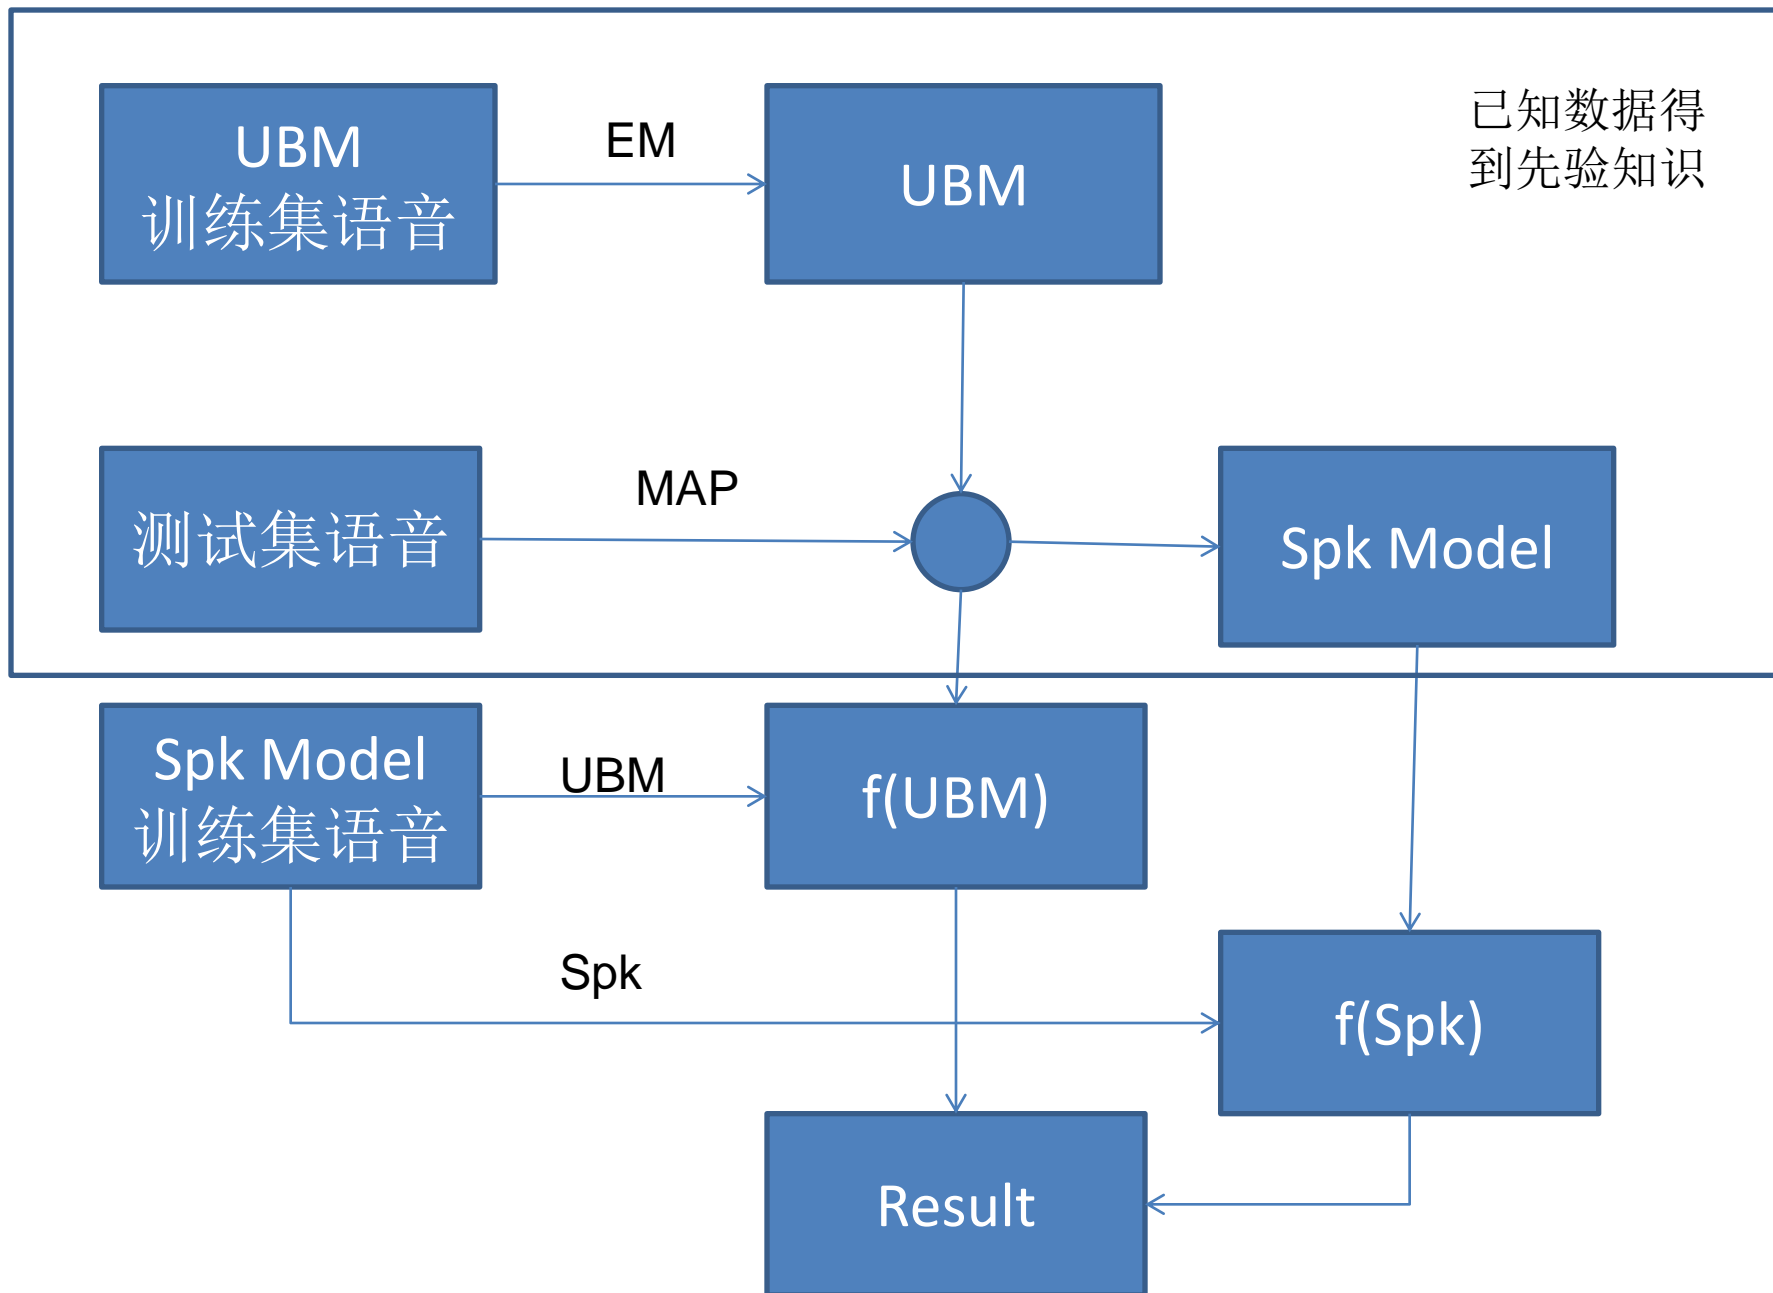 UBM
训练集语音
EM
UBM
已知数据得
到先验知识
测试集语音
MAP
Spk Model
Spk Model
训练集语音
UBM
f(UBM)
Spk
f(Spk)
Result